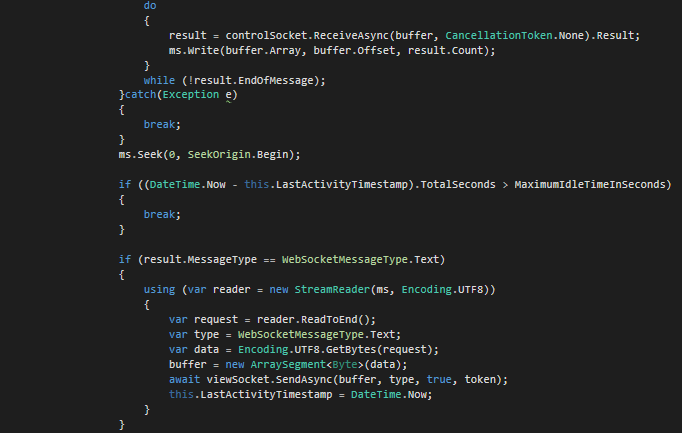 do
{
result = controlSocket.ReceiveAsync(buffer, CancellationToken.None).Result;
ms.Write(buffer.Array, buffer.Offset, result.Count);
}
while (!result.EndOfMessage);
}catch(Exception e)
{
break;
}
ms.Seek(0, SeekOrigin.Begin);
if ((DateTime.Now - this.LastActivityTimestamp).TotalSeconds > MaximumIdleTimeInSeconds)
{
break;
}
if (result.MessageType == WebSocketMessageType.Text)
{
using (var reader = new StreamReader(ms, Encoding.UTF8))
{
var request = reader.ReadToEnd();
var type = WebSocketMessageType.Text;
var data = Encoding.UTF8.GetBytes(request);
buffer = new ArraySegment<Byte>(data);
await viewSocket.SendAsync(buffer, type, true, token);
this.LastActivityTimestamp = DateTime.Now;
}
}